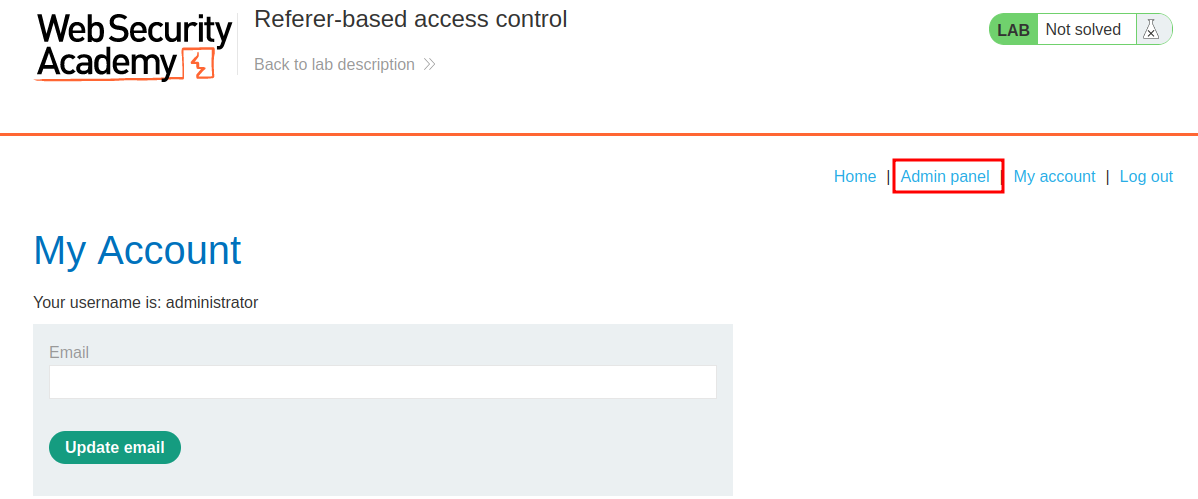 Web Security
Academy
Referer-based access control
Back to lab description
LAB Not solved
Home | Admin panel | My account | Log out
My Account
Your username is: administrator
Email
Update email